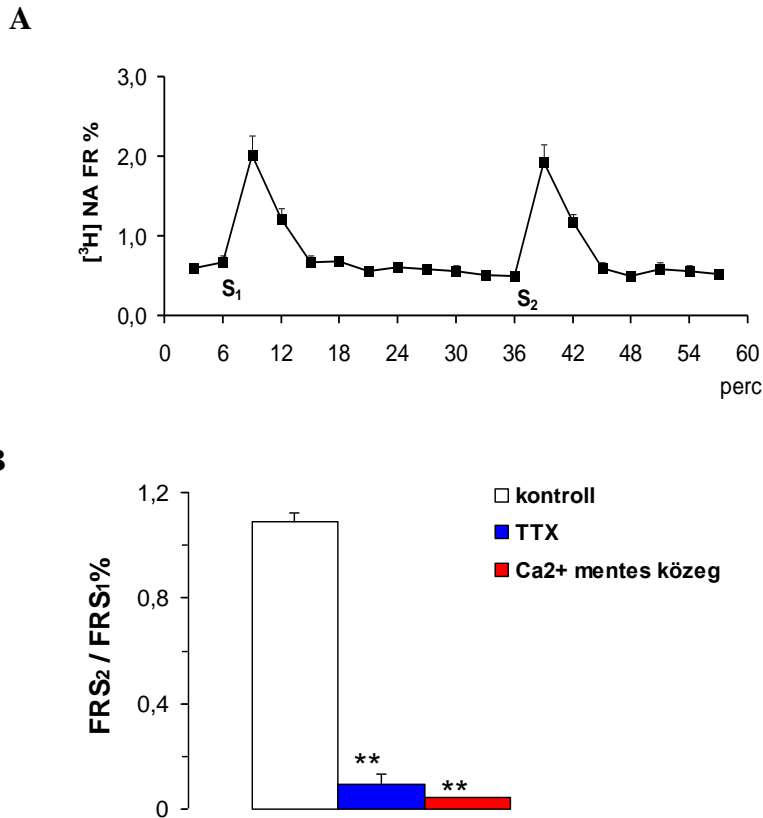 A
3,0
2,0
1,0
0,0
[³H] NA FR %
S₁
S₂
0 6 12 18 24 30 36 42 48 54 60
perc
B
1,2
0,8
0,4
0
FRS₂ / FRS₁%
** **
kontroll
TTX
Ca2+ mentes közeg